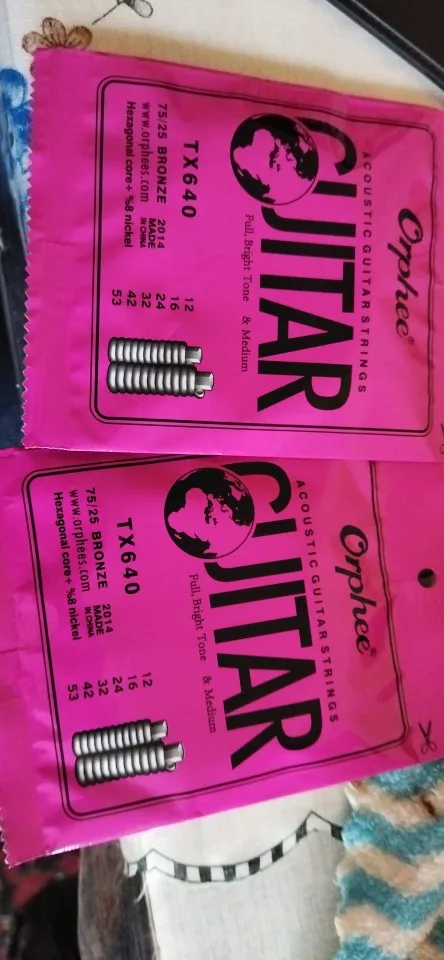 Orphee®
ACOUSTIC GUITAR STRINGS
GUITAR
Full, Bright Tone & Medium
TX640
75/25 BRONZE 2014
www.orphees.com MADE IN CHINA
Hexagonal core+ %8 nickel
12
16
24
32
42
53
Orphee®
ACOUSTIC GUITAR STRINGS
GUITAR
Full, Bright Tone & Medium
TX640
75/25 BRONZE 2014
www.orphees.com MADE IN CHINA
Hexagonal core+ %8 nickel
12
16
24
32
42
53